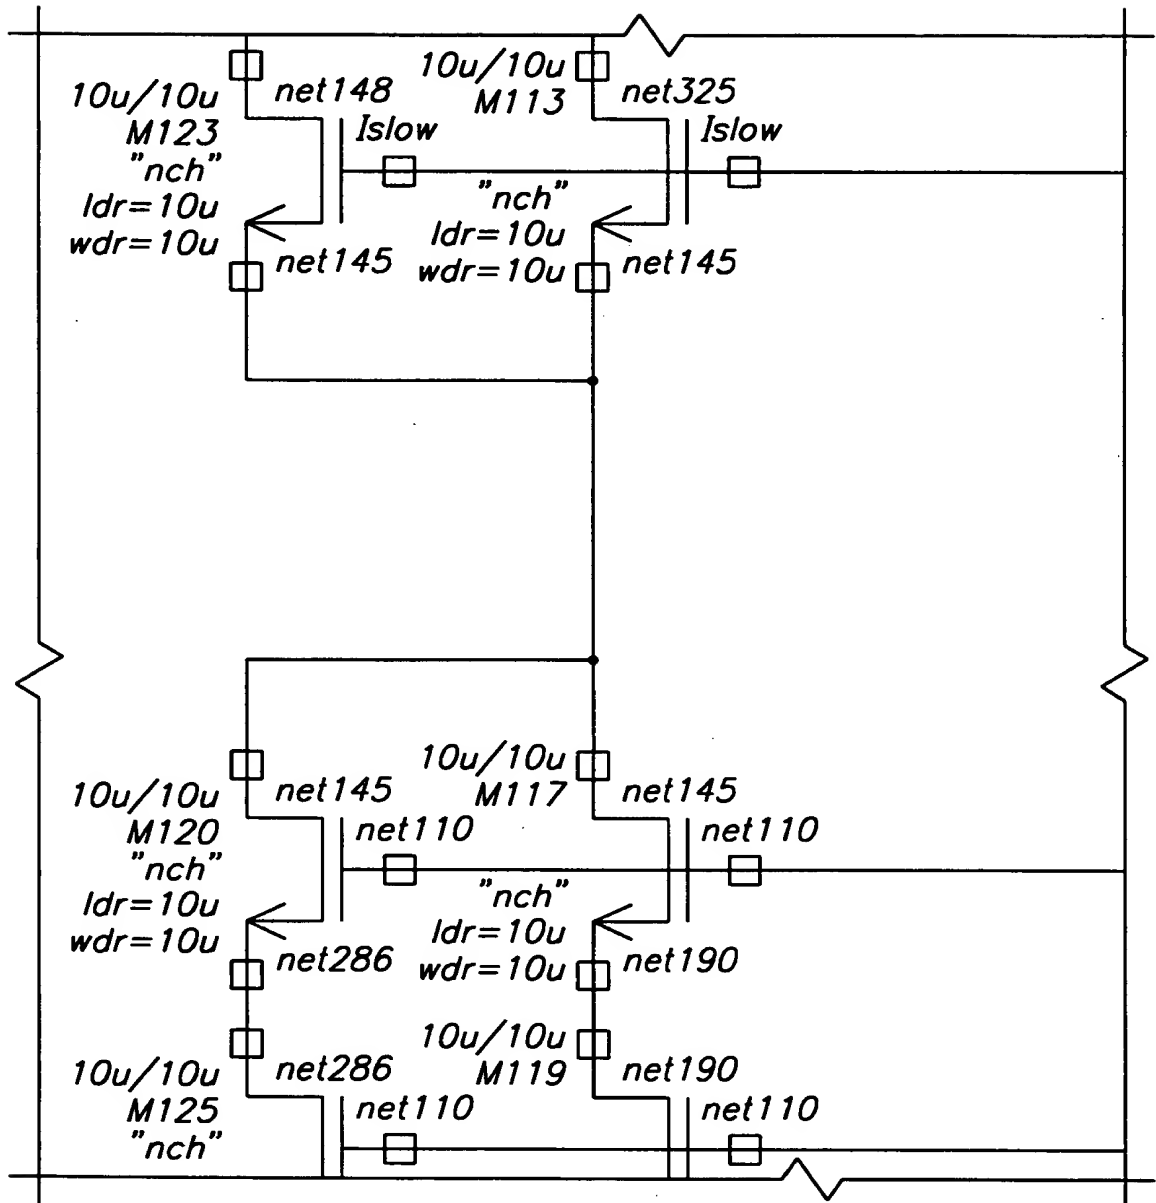 10u/10u
M123
"nch"
ldr=10u
wdr=10u
net148
Islow
net145
10u/10u
M113
"nch"
ldr=10u
wdr=10u
net325
Islow
net145
10u/10u
M120
"nch"
ldr=10u
wdr=10u
net145
net110
net286
10u/10u
M117
"nch"
ldr=10u
wdr=10u
net145
net110
net190
10u/10u
M125
"nch"
net286
net110
10u/10u
M119
net190
net110